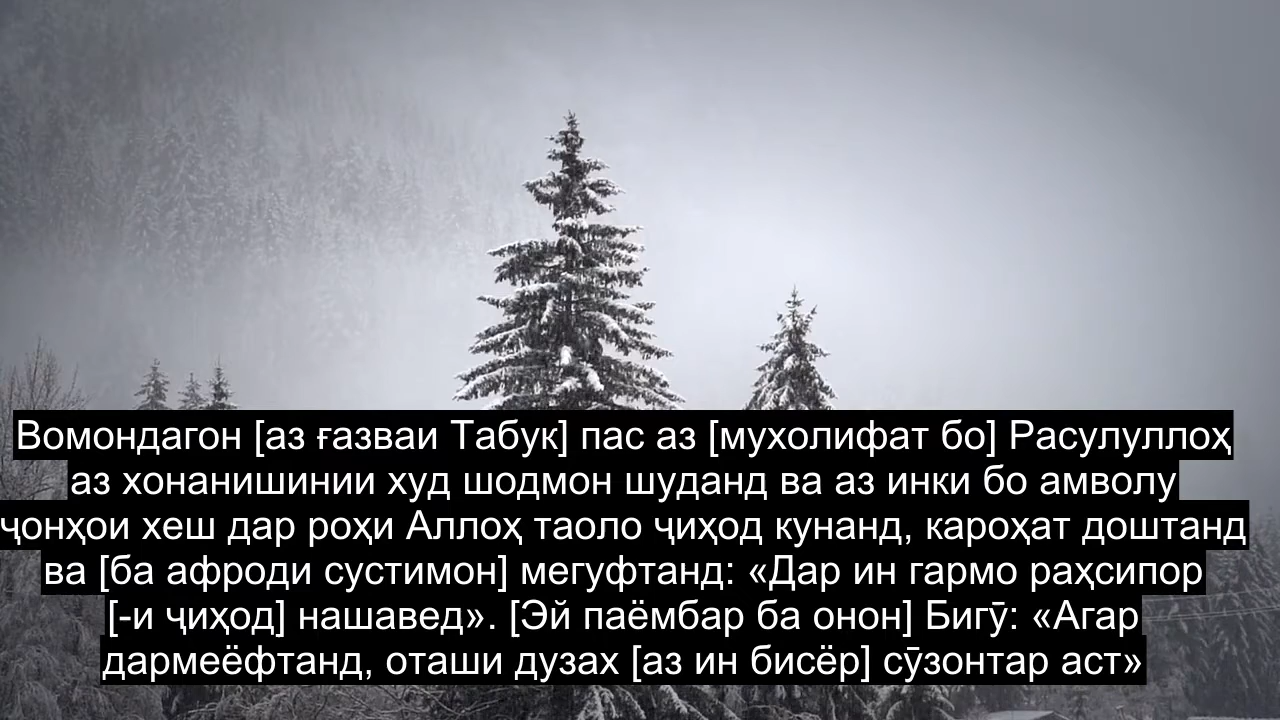 Вомондагон [аз ғазваи Табук] пас аз [мухолифат бо] Расулуллоҳ
аз хонанишинии худ шодмон шуданд ва аз инки бо амволу
ҷонҳои хеш дар роҳи Аллоҳ таоло ҷиҳод кунанд, кароҳат доштанд
ва [ба афроди сустимон] мегуфтанд: «Дар ин гармо раҳсипор
[-и ҷиҳод] нашавед». [Эй паёмбар ба онон] Бигӯ: «Агар
дармеёфтанд, оташи дузах [аз ин бисёр] сӯзонтар аст»